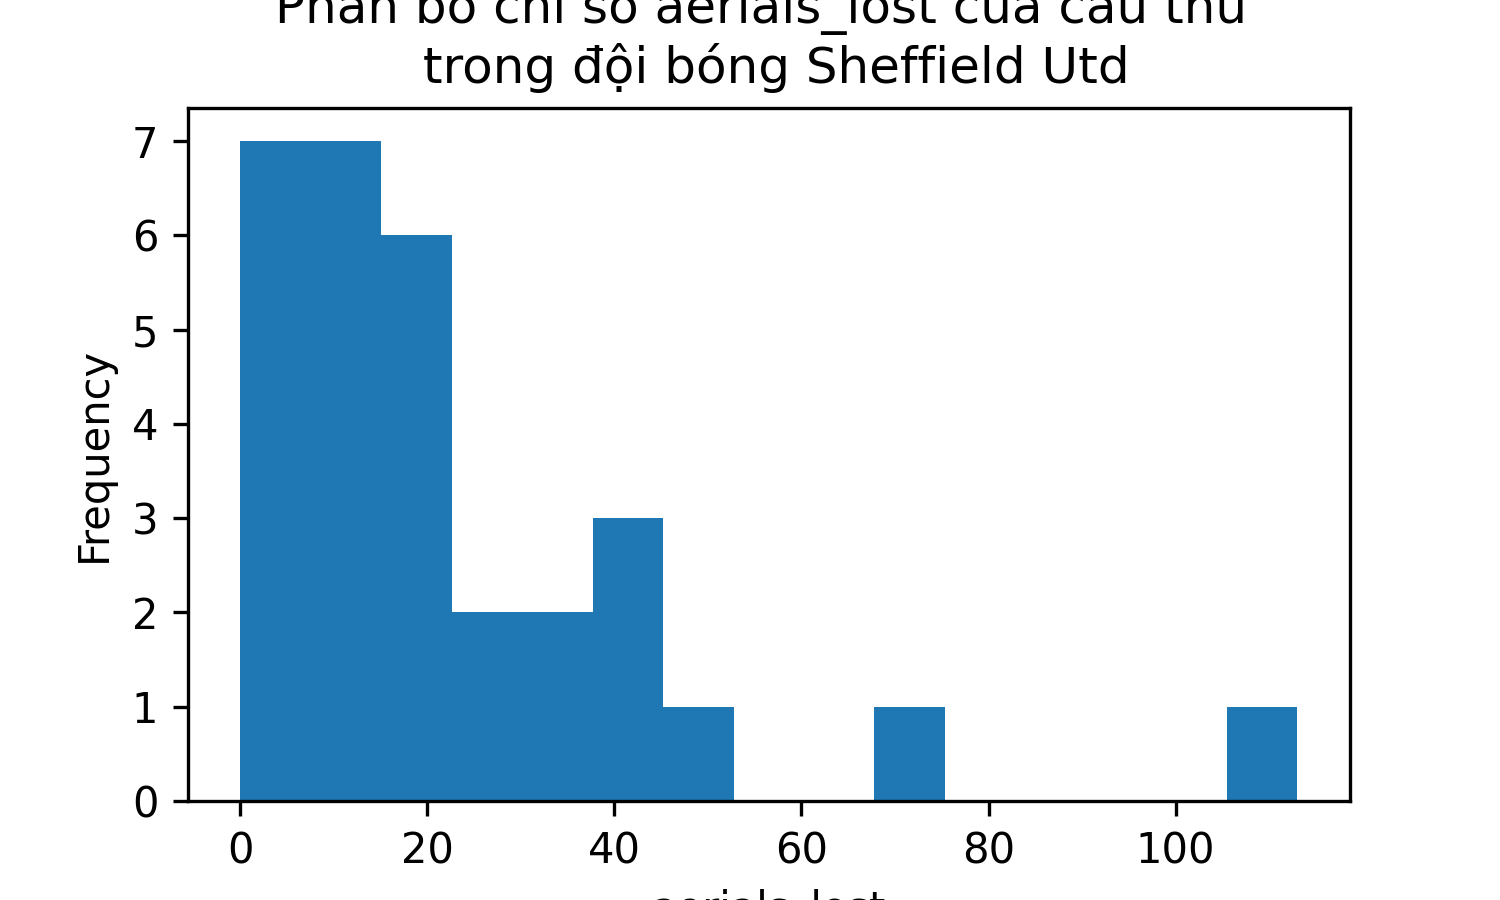 Phân bố chỉ số aerials_lost của cầu thủ
trong đội bóng Sheffield Utd
7
6
5
4
3
2
1
0
Frequency
0 20 40 60 80 100
aerials_lost